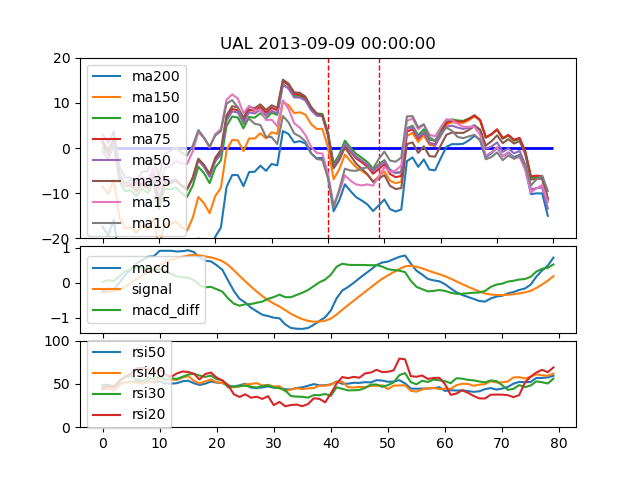 UAL 2013-09-09 00:00:00
20
10
0
−10
−20
ma200
ma150
ma100
ma75
ma50
ma35
ma15
ma10
1
0
−1
macd
signal
macd_diff
100
50
0
rsi50
rsi40
rsi30
rsi20
0 10 20 30 40 50 60 70 80